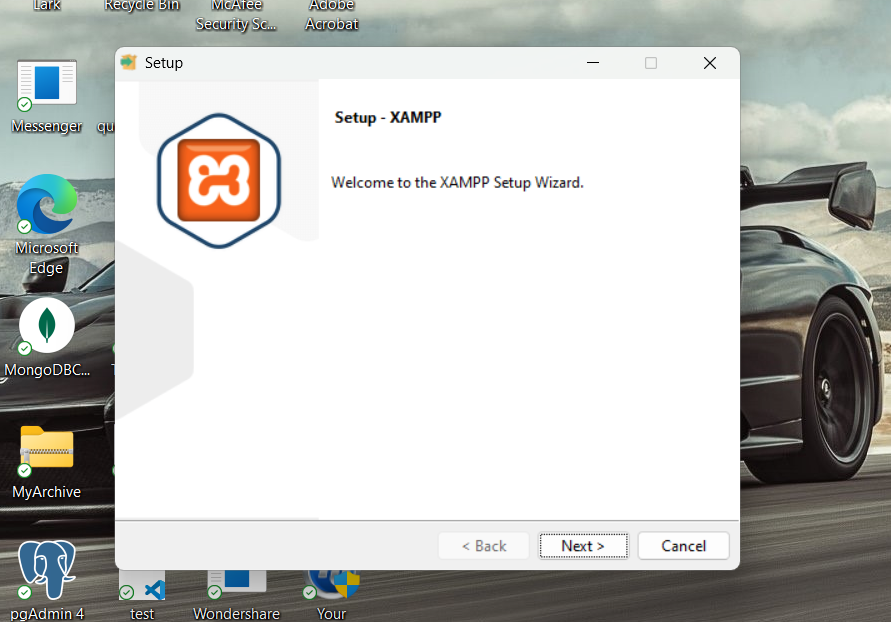 Lark
Recycle Bin
McAfee
Security Sc...
Adobe
Acrobat
Setup
Messenger
qu
Setup - XAMPP
Welcome to the XAMPP Setup Wizard.
Microsoft
Edge
MongoDBC...
MyArchive
< Back
Next >
Cancel
pgAdmin 4
test
Wondershare
Your